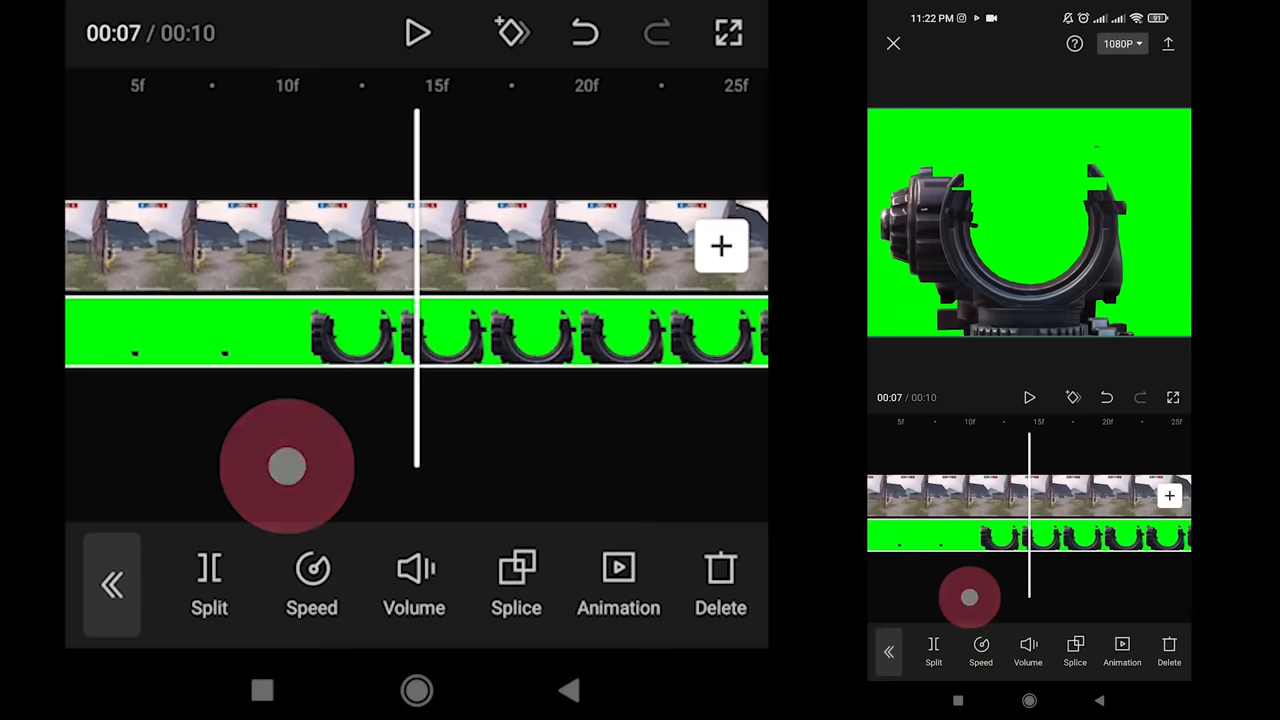 00:07 / 00:10
5f 10f 15f 20f 25f
Split Speed Volume Splice Animation Delete
11:22 PM 91
1080P
00:07 / 00:10
5f 10f 15f 20f 25f
Split Speed Volume Splice Animation Delete